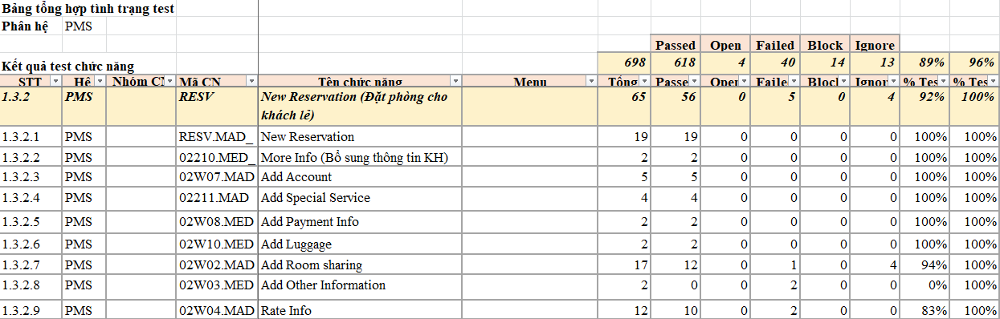 Bảng tổng hợp tình trạng test
Phân hệ PMS
Passed Open Failed Block Ignore
Kết quả test chức năng 698 618 4 40 14 13 89% 96%
STT Hệ Nhóm CN Mã CN Tên chức năng Menu Tổng Passe Open Faile Block Ignor % Tes % Tes
1.3.2 PMS RESV New Reservation (Đặt phòng cho khách lẻ) 65 56 0 5 0 4 92% 100%
1.3.2.1 PMS RESV.MAD_ New Reservation 19 19 0 0 0 0 100% 100%
1.3.2.2 PMS 02210.MED_ More Info (Bổ sung thông tin KH) 2 2 0 0 0 0 100% 100%
1.3.2.3 PMS 02W07.MAD Add Account 5 5 0 0 0 0 100% 100%
1.3.2.4 PMS 02211.MAD Add Special Service 4 4 0 0 0 0 100% 100%
1.3.2.5 PMS 02W08.MED Add Payment Info 2 2 0 0 0 0 100% 100%
1.3.2.6 PMS 02W10.MED Add Luggage 2 2 0 0 0 0 100% 100%
1.3.2.7 PMS 02W02.MAD Add Room sharing 17 12 0 1 0 4 94% 100%
1.3.2.8 PMS 02W03.MED Add Other Information 2 0 0 2 0 0 0% 100%
1.3.2.9 PMS 02W04.MAD Rate Info 12 10 0 2 0 0 83% 100%